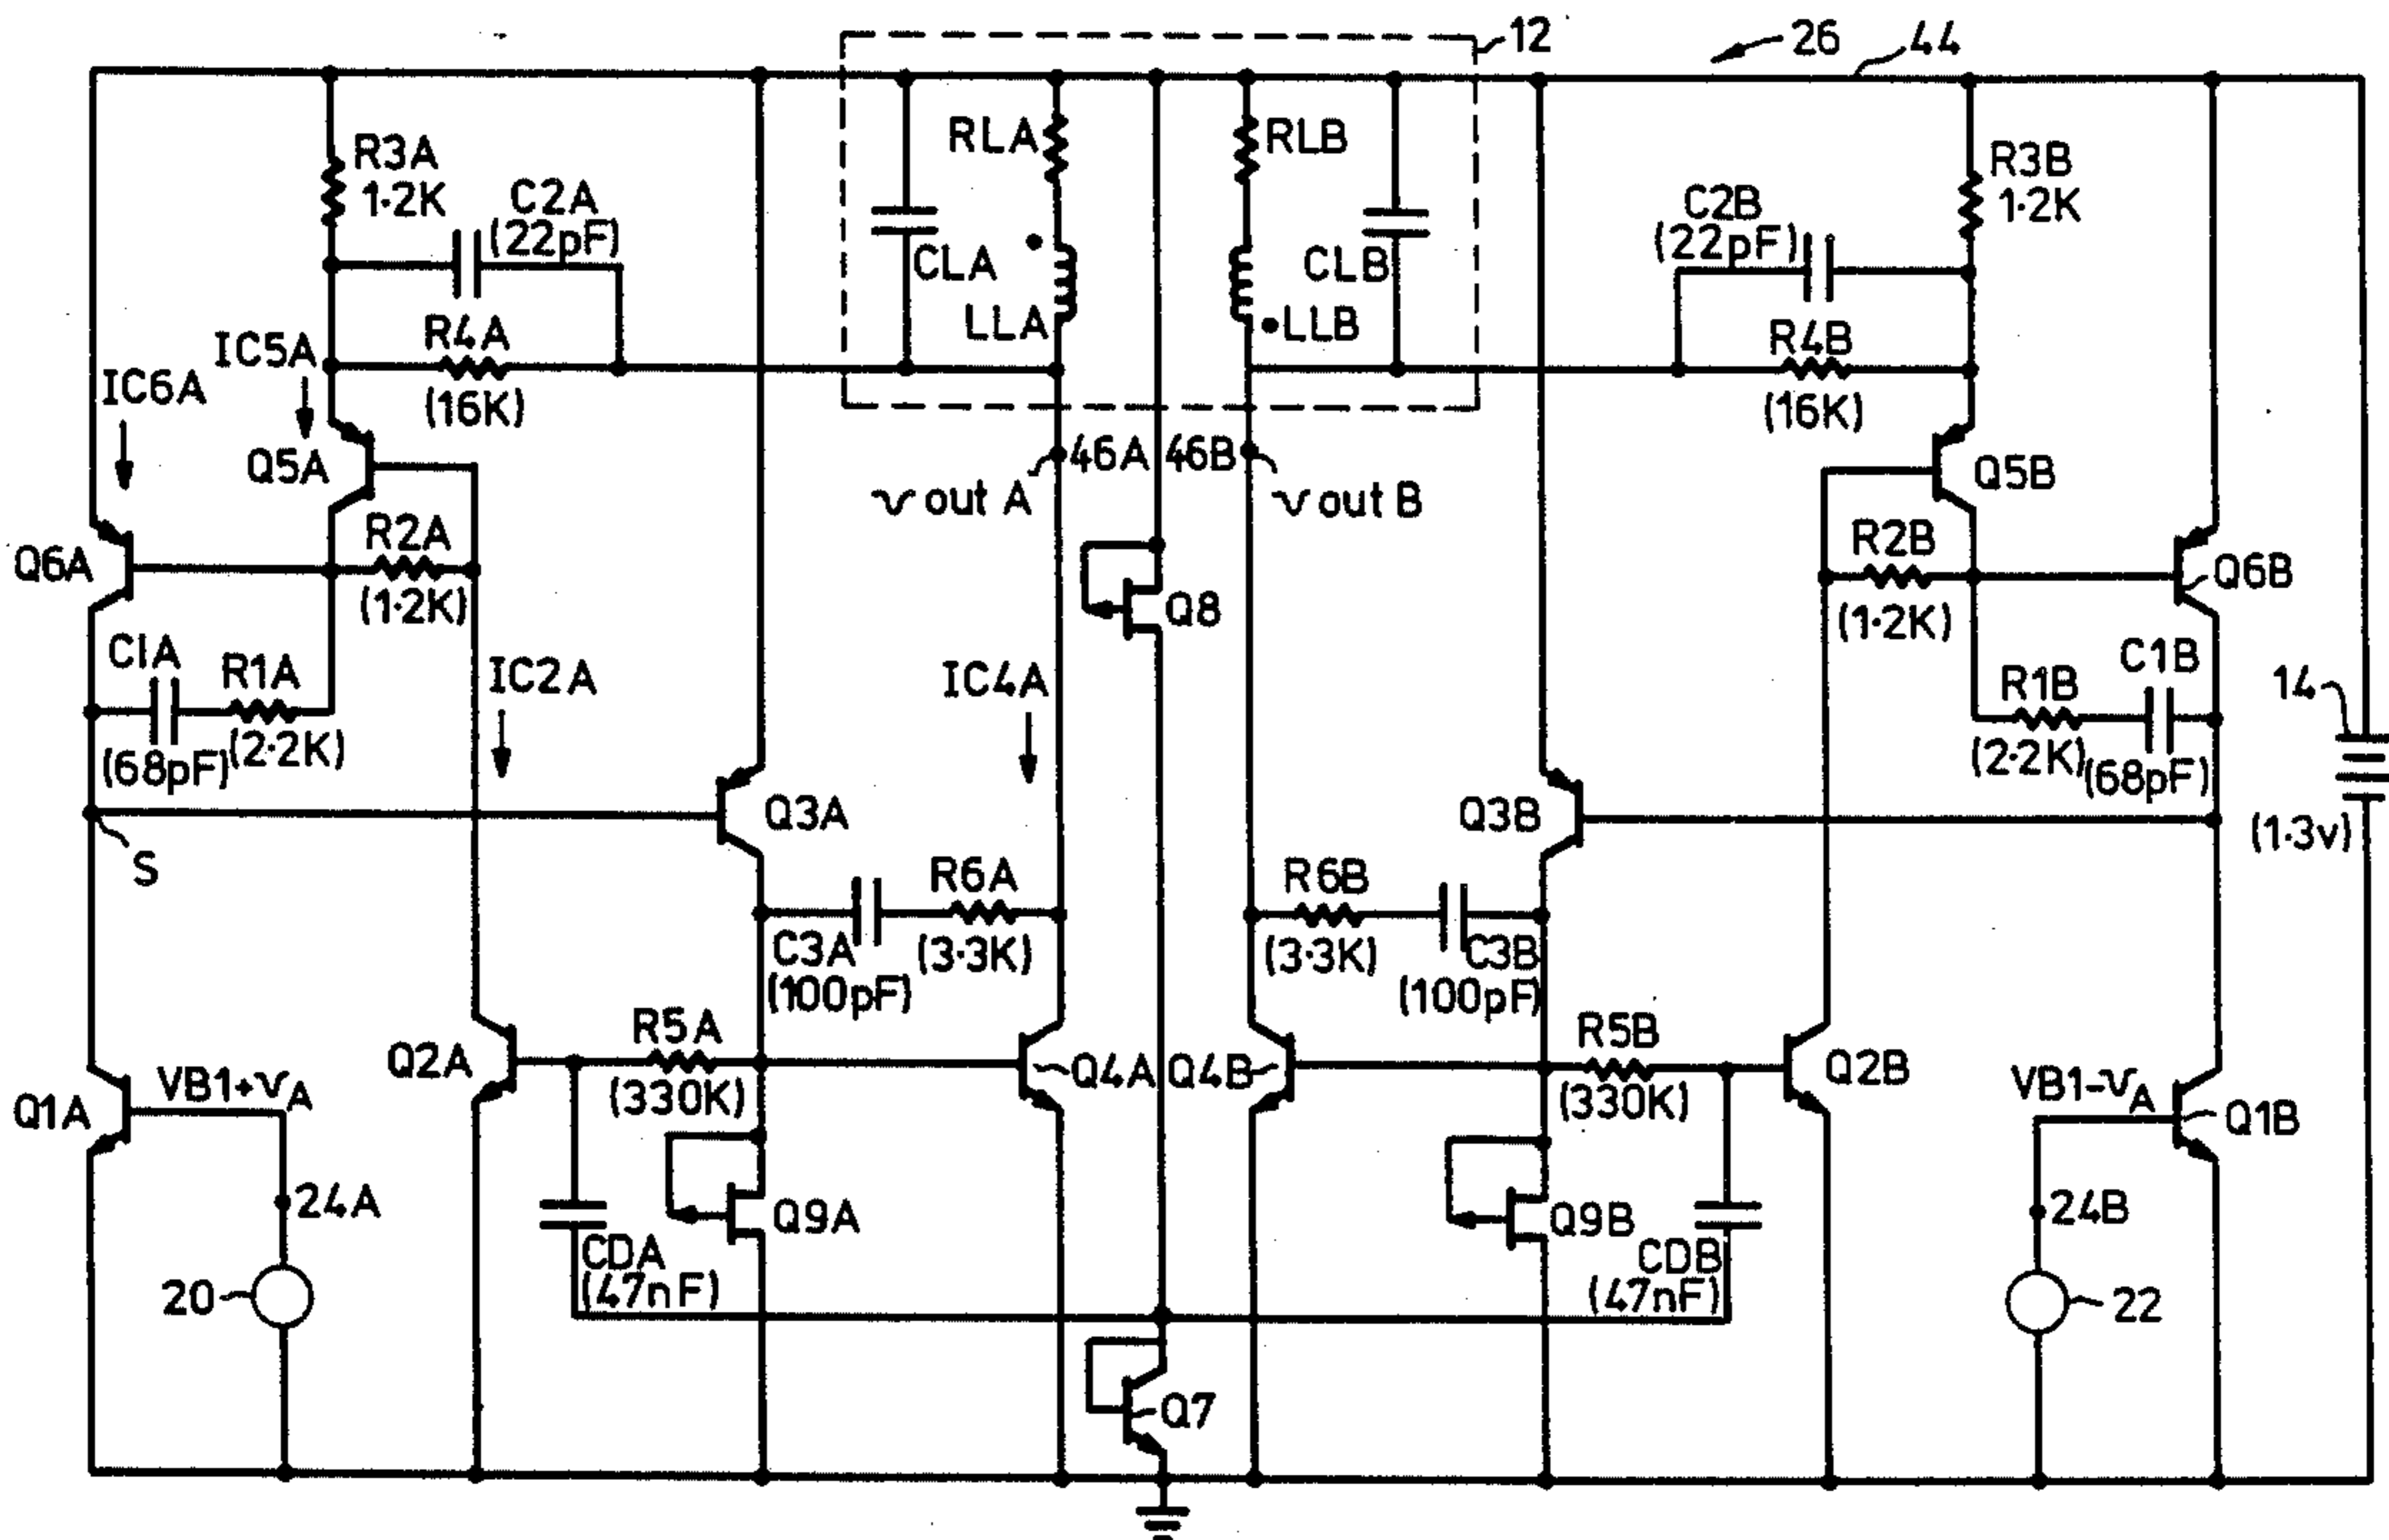 12
26
44
R3A
1·2K
C2A
(22pF)
RLA
RLB
CLA
CLB
LLA
LLB
C2B
(22pF)
R3B
1·2K
R4A
(16K)
R4B
(16K)
IC6A
IC5A
Q5A
46A
46B
v out A
v out B
Q5B
Q6A
R2A
(1·2K)
Q8
R2B
(1·2K)
Q6B
C1A
(68pF)
R1A
(2·2K)
IC2A
IC4A
R1B
(2·2K)
C1B
(68pF)
14
(1·3v)
S
Q3A
Q3B
C3A
(100pF)
R6A
(3·3K)
R6B
(3·3K)
C3B
(100pF)
Q1A
VB1+vA
Q2A
R5A
(330K)
Q4A
Q4B
R5B
(330K)
Q2B
VB1-vA
Q1B
24A
20
CDA
(47nF)
Q9A
Q9B
CDB
(47nF)
24B
22
Q7